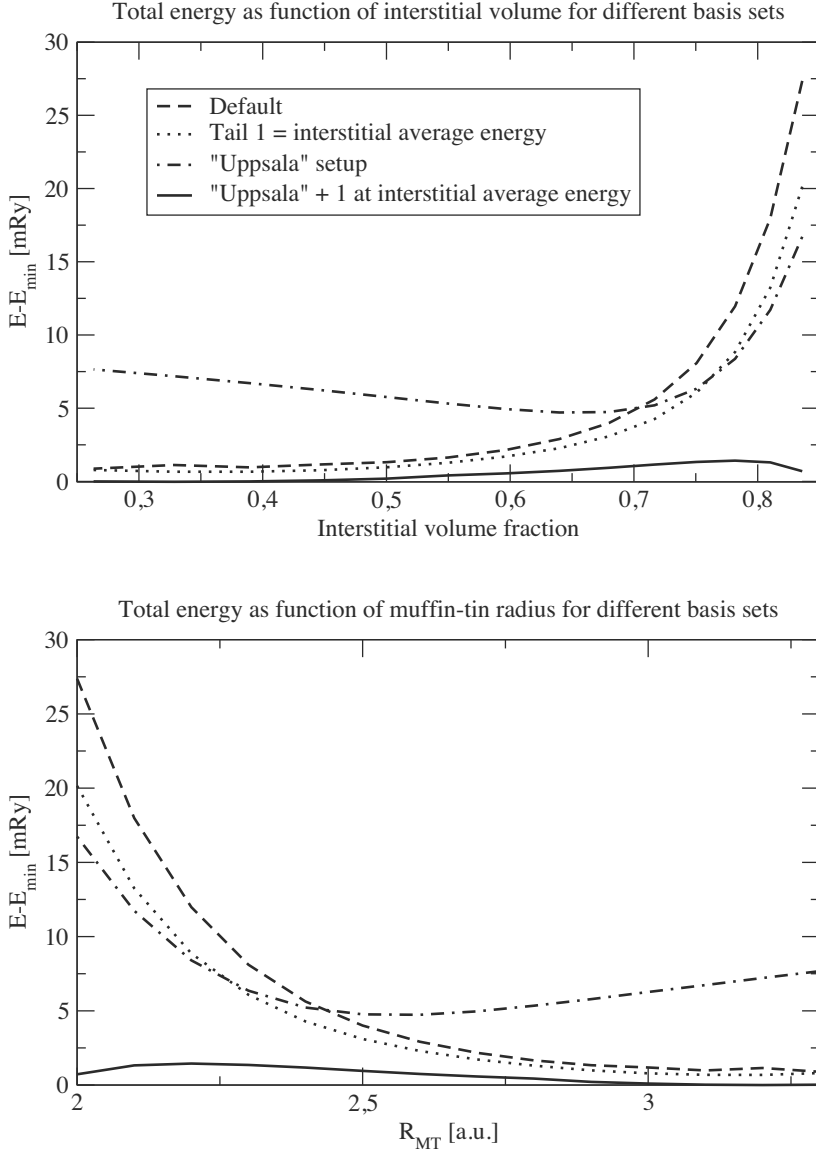 Total energy as function of interstitial volume for different basis sets
30
25
20
15
10
5
0
E-Emin [mRy]
Default
Tail 1 = interstitial average energy
"Uppsala" setup
"Uppsala" + 1 at interstitial average energy
0,3 0,4 0,5 0,6 0,7 0,8
Interstitial volume fraction
Total energy as function of muffin-tin radius for different basis sets
30
25
20
15
10
5
0
E-Emin [mRy]
2 2,5 3
RMT [a.u.]